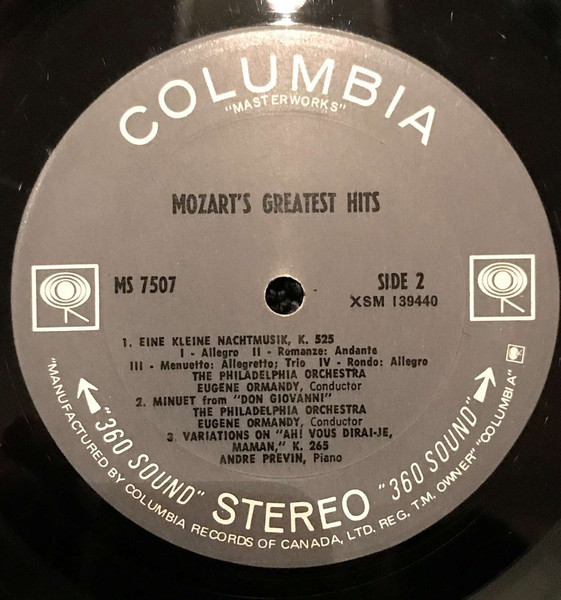 COLUMBIA
"MASTERWORKS"
MOZART'S GREATEST HITS
MS 7507
SIDE 2
XSM 139440
1. EINE KLEINE NACHTMUSIK, K. 525
I - Allegro II - Romanze: Andante
III - Menuetto: Allegretto; Trio IV - Rondo: Allegro
THE PHILADELPHIA ORCHESTRA
EUGENE ORMANDY, Conductor
2. MINUET from "DON GIOVANNI"
THE PHILADELPHIA ORCHESTRA
EUGENE ORMANDY, Conductor
3. VARIATIONS ON "AH! VOUS DIRAI-JE,
MAMAN," K. 265
ANDRE PREVIN, Piano
"360 SOUND" STEREO "360 SOUND"
"MANUFACTURED BY COLUMBIA RECORDS OF CANADA, LTD. REG. T.M. OWNER" "COLUMBIA"